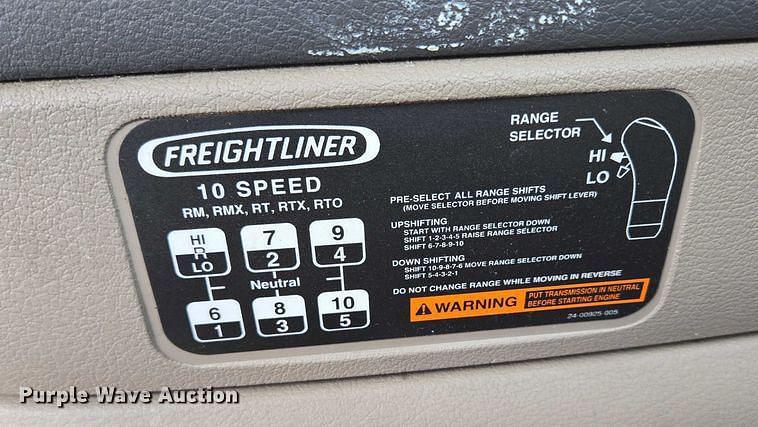 FREIGHTLINER
10 SPEED
RM, RMX, RT, RTX, RTO
HI
R
LO
7
2
9
4
Neutral
6
1
8
3
10
5
RANGE
SELECTOR
HI
LO
PRE-SELECT ALL RANGE SHIFTS
(MOVE SELECTOR BEFORE MOVING SHIFT LEVER)
UPSHIFTING
START WITH RANGE SELECTOR DOWN
SHIFT 1-2-3-4-5 RAISE RANGE SELECTOR
SHIFT 6-7-8-9-10
DOWN SHIFTING
SHIFT 10-9-8-7-6 MOVE RANGE SELECTOR DOWN
SHIFT 5-4-3-2-1
DO NOT CHANGE RANGE WHILE MOVING IN REVERSE
WARNING
PUT TRANSMISSION IN NEUTRAL
BEFORE STARTING ENGINE
24-00925 005
Purple Wave Auction